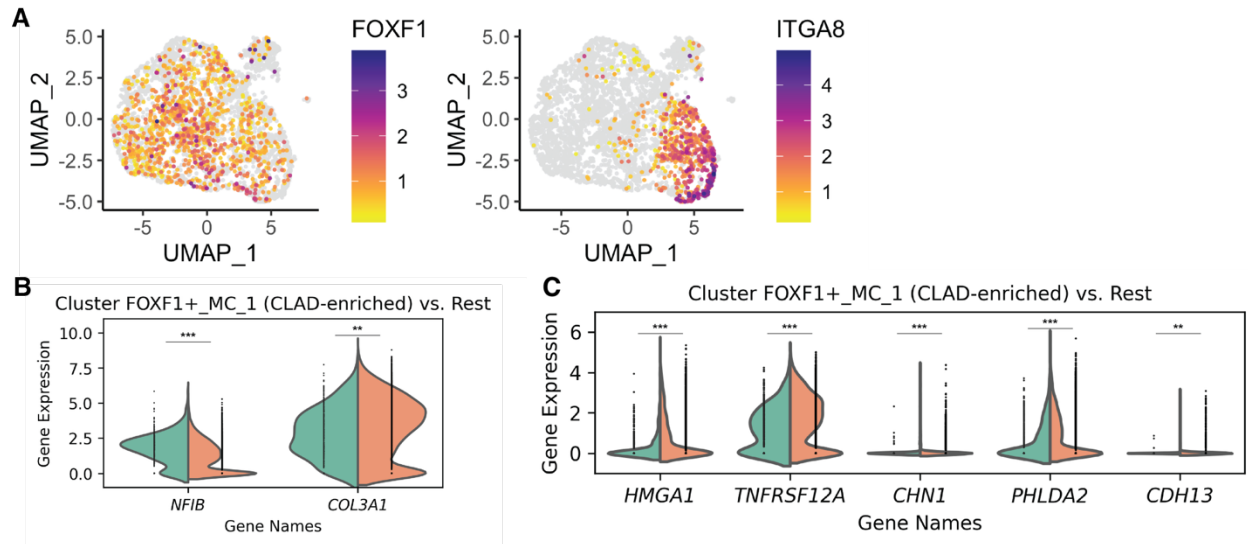 A
FOXF1
ITGA8
5.0
2.5
0.0
-2.5
-5.0
UMAP_2
-5 0 5
UMAP_1
3
2
1
5.0
2.5
0.0
-2.5
-5.0
UMAP_2
-5 0 5
UMAP_1
4
3
2
1
B
Cluster FOXF1+_MC_1 (CLAD-enriched) vs. Rest
10.0
7.5
5.0
2.5
0.0
Gene Expression
*** **
NFIB COL3A1
Gene Names
C
Cluster FOXF1+_MC_1 (CLAD-enriched) vs. Rest
6
4
2
0
Gene Expression
*** *** *** *** **
HMGA1 TNFRSF12A CHN1 PHLDA2 CDH13
Gene Names